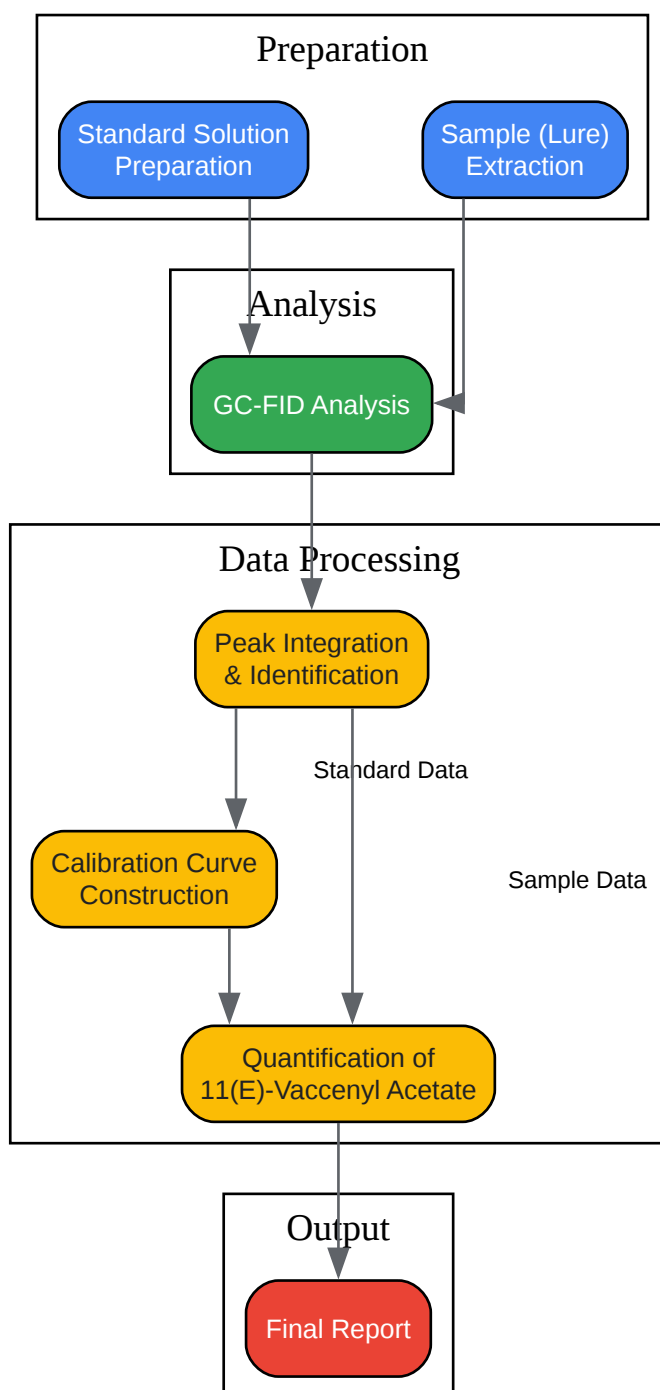 Preparation
Standard Solution
Preparation
Sample (Lure)
Extraction
Analysis
GC-FID Analysis
Data Processing
Peak Integration
& Identification
Standard Data
Calibration Curve
Construction
Sample Data
Quantification of
11(E)-Vaccenyl Acetate
Output
Final Report